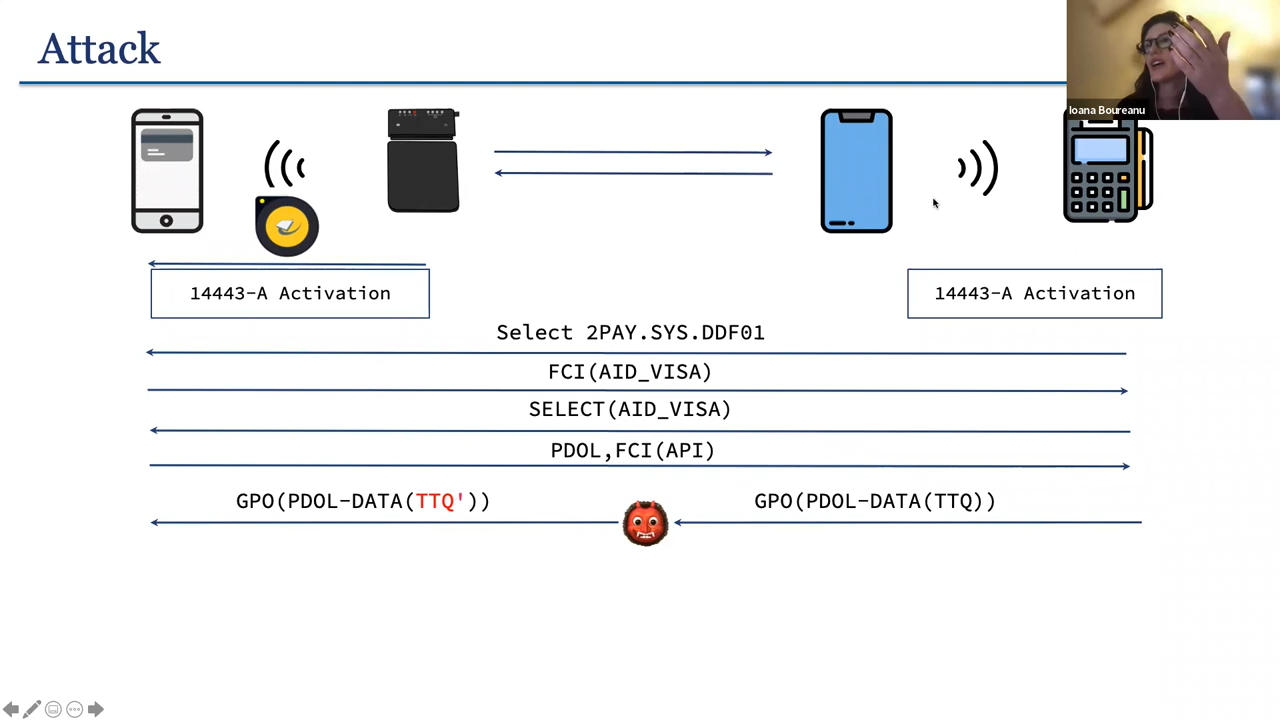 Attack
Ioana Boureanu
14443-A Activation
14443-A Activation
Select 2PAY.SYS.DDF01
FCI(AID_VISA)
SELECT(AID_VISA)
PDOL,FCI(API)
GPO(PDOL-DATA(TTQ'))
GPO(PDOL-DATA(TTQ))